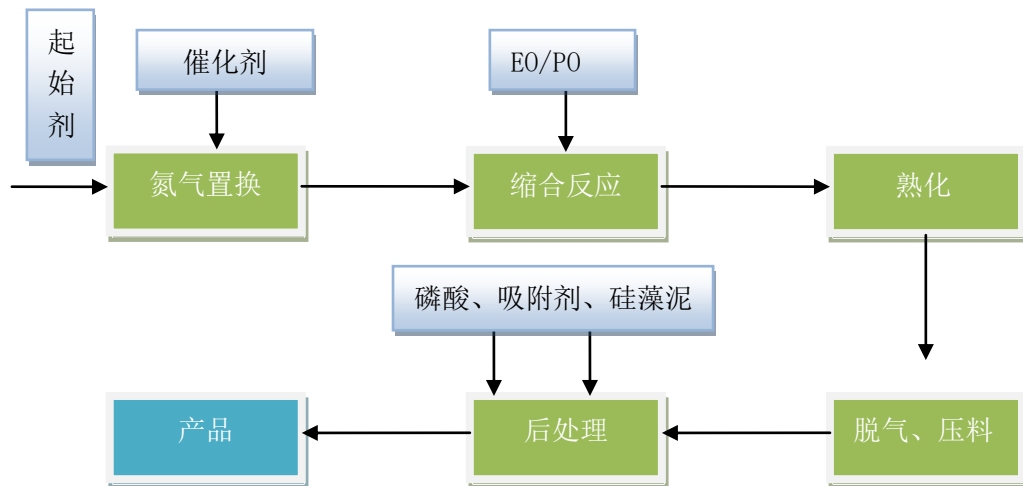 起
始
剂
催化剂
EO/PO
氮气置换
缩合反应
熟化
磷酸、吸附剂、硅藻泥
产品
后处理
脱气、压料